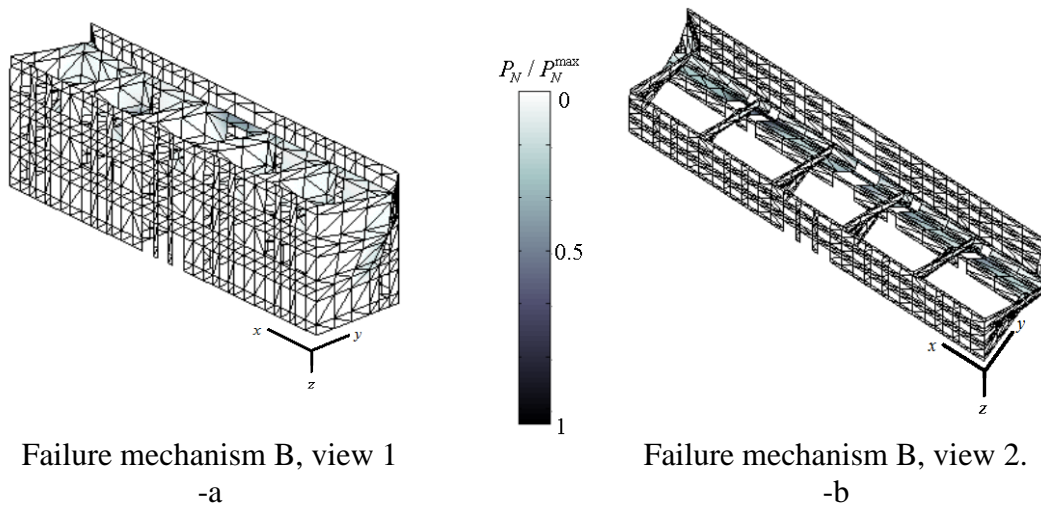 P_N / P_N^max
0
0.5
1
x
y
z
x
y
z
Failure mechanism B, view 1
-a
Failure mechanism B, view 2.
-b